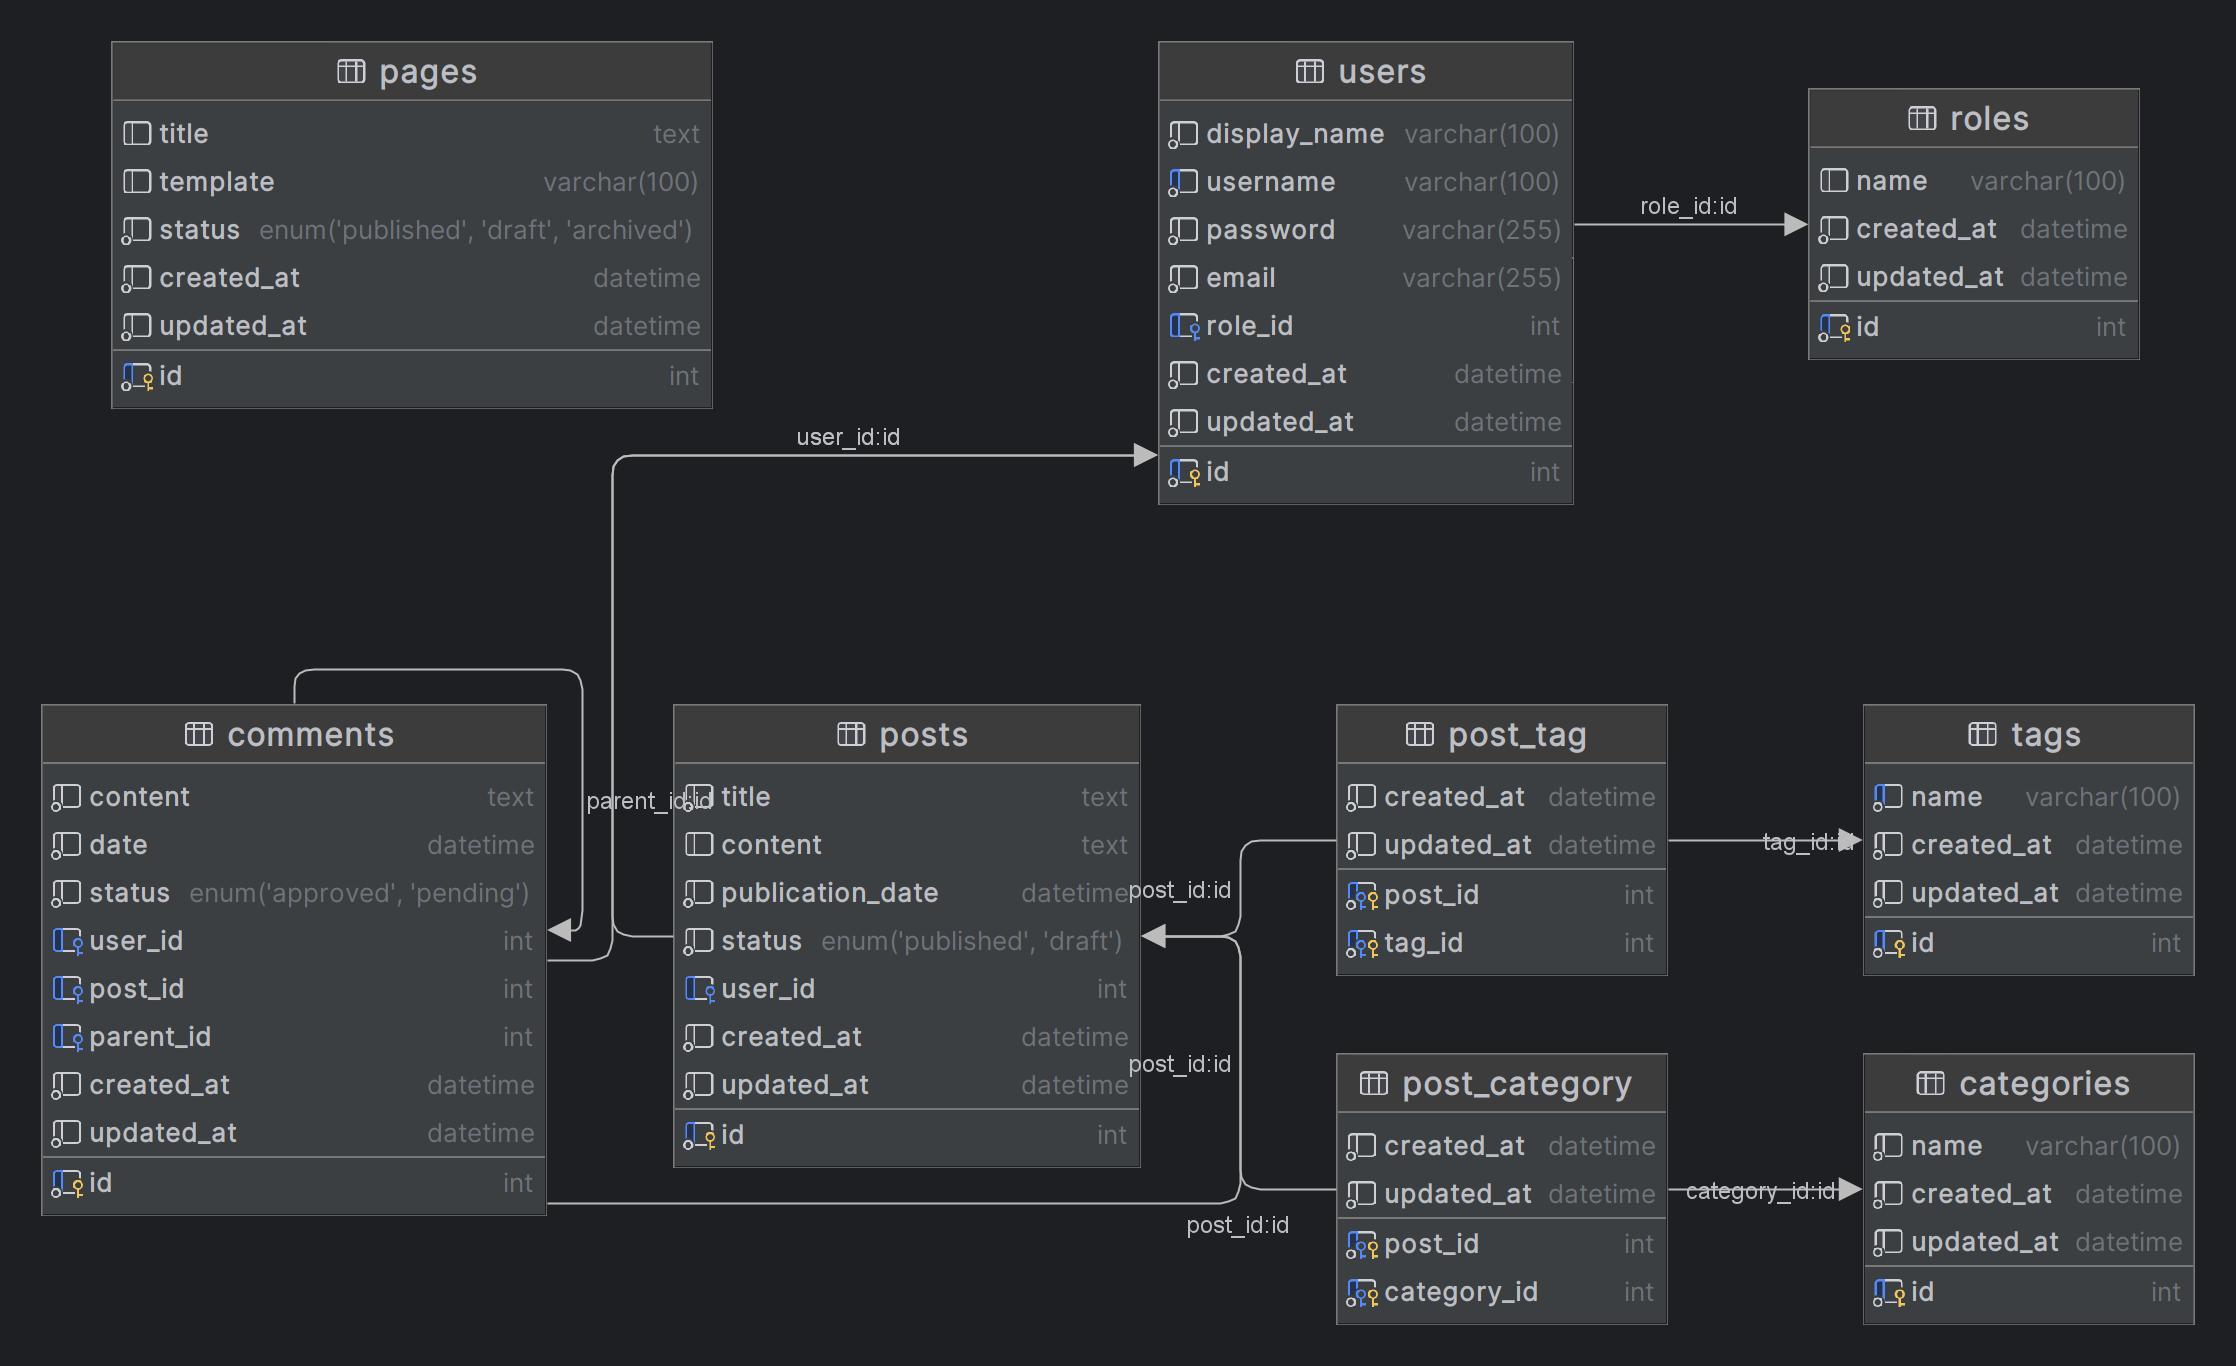 pages
title text
template varchar(100)
status enum('published', 'draft', 'archived')
created_at datetime
updated_at datetime
id int
users
display_name varchar(100)
username varchar(100)
password varchar(255)
email varchar(255)
role_id int
created_at datetime
updated_at datetime
id int
role_id:id
roles
name varchar(100)
created_at datetime
updated_at datetime
id int
user_id:id
comments
content text
date datetime
status enum('approved', 'pending')
user_id int
post_id int
parent_id int
created_at datetime
updated_at datetime
id int
parent_id:id
posts
title text
content text
publication_date datetime
status enum('published', 'draft')
user_id int
created_at datetime
updated_at datetime
id int
post_id:id
post_id:id
post_id:id
post_tag
created_at datetime
updated_at datetime
post_id int
tag_id int
tag_id:id
tags
name varchar(100)
created_at datetime
updated_at datetime
id int
post_category
created_at datetime
updated_at datetime
post_id int
category_id int
category_id:id
categories
name varchar(100)
created_at datetime
updated_at datetime
id int